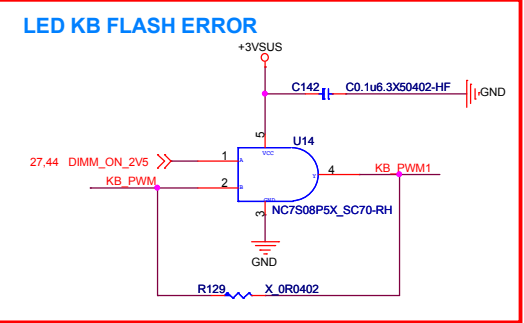 LED KB FLASH ERROR
+3VSUS
C142 C0.1u6.3X50402-HF
GND
5
U14
VCC
27,44 DIMM_ON_2V5
1
A
KB_PWM
2
B
Y
4
KB_PWM1
GND
3
NC7S08P5X_SC70-RH
GND
R129
X_0R0402